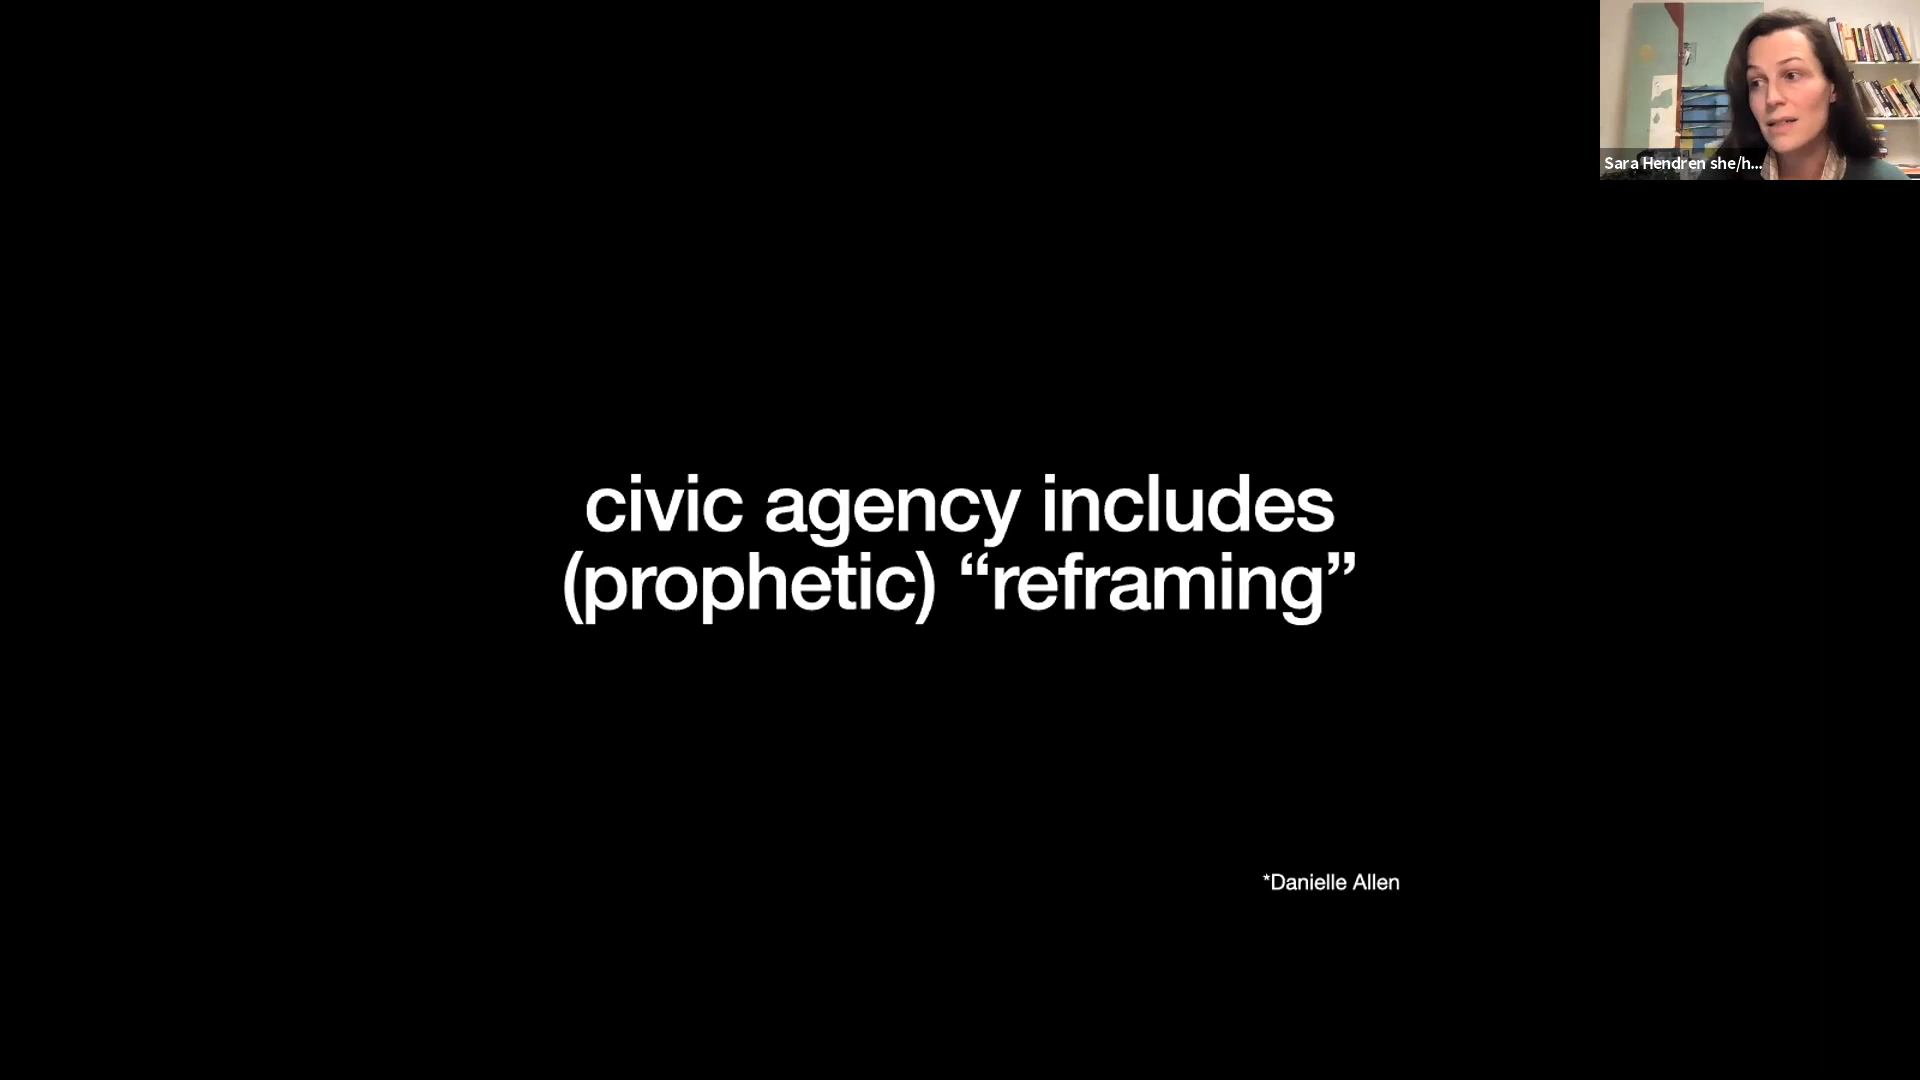 Sara Hendren she/h...
civic agency includes
(prophetic) “reframing”
*Danielle Allen